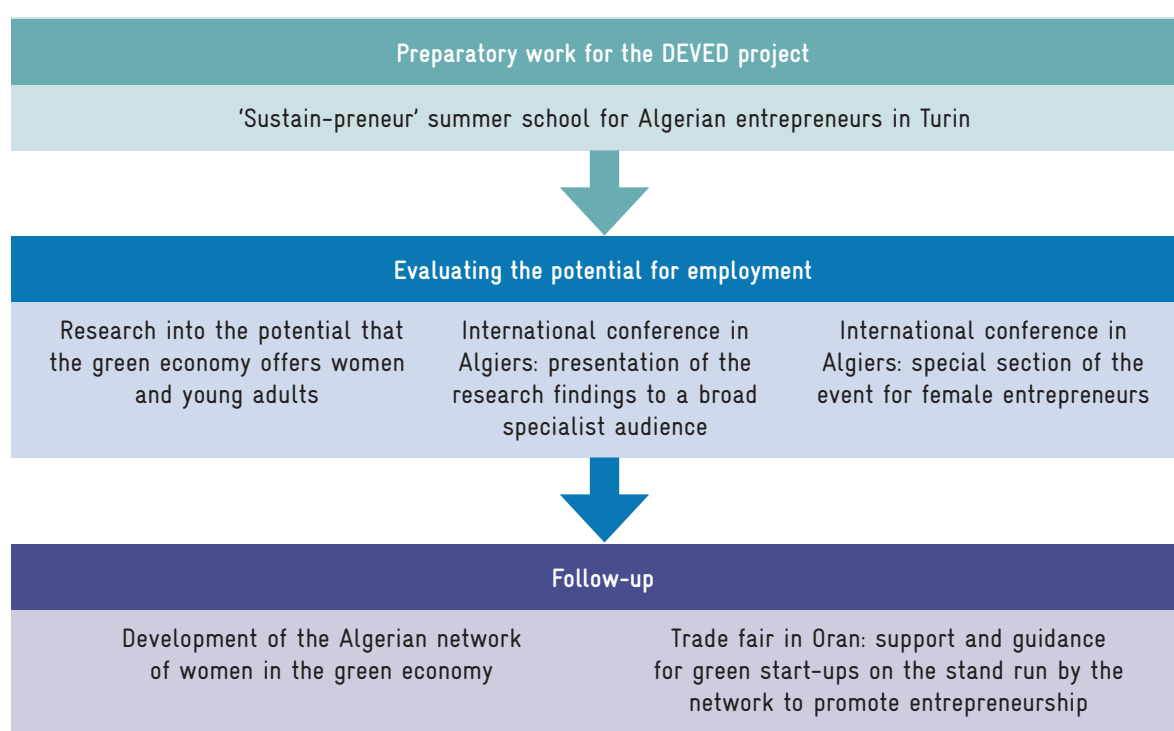 Preparatory work for the DEVED project
‘Sustain-preneur’ summer school for Algerian entrepreneurs in Turin
Evaluating the potential for employment
Research into the potential that
the green economy offers women
and young adults
International conference in
Algiers: presentation of the
research findings to a broad
specialist audience
International conference in
Algiers: special section of the
event for female entrepreneurs
Follow-up
Development of the Algerian network
of women in the green economy
Trade fair in Oran: support and guidance
for green start-ups on the stand run by the
network to promote entrepreneurship